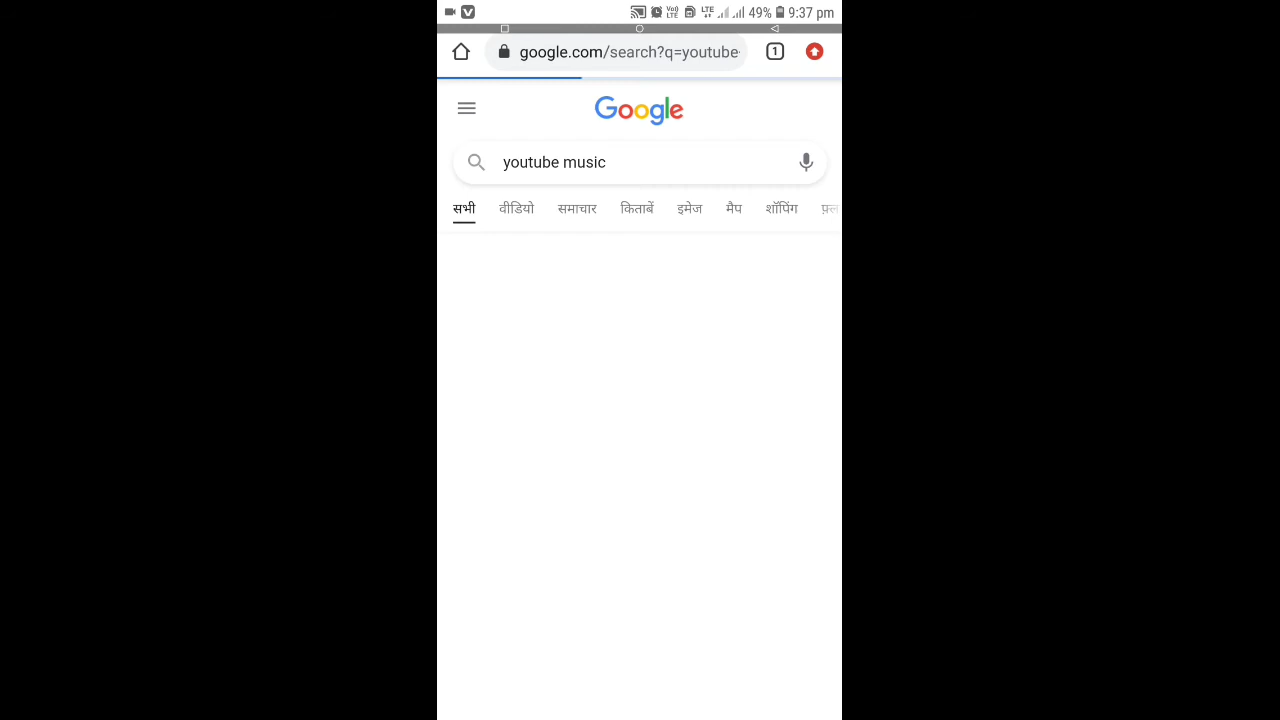 49% 9:37 pm
google.com/search?q=youtube
1
Google
youtube music
सभी वीडियो समाचार किताबें इमेज मैप शॉपिंग